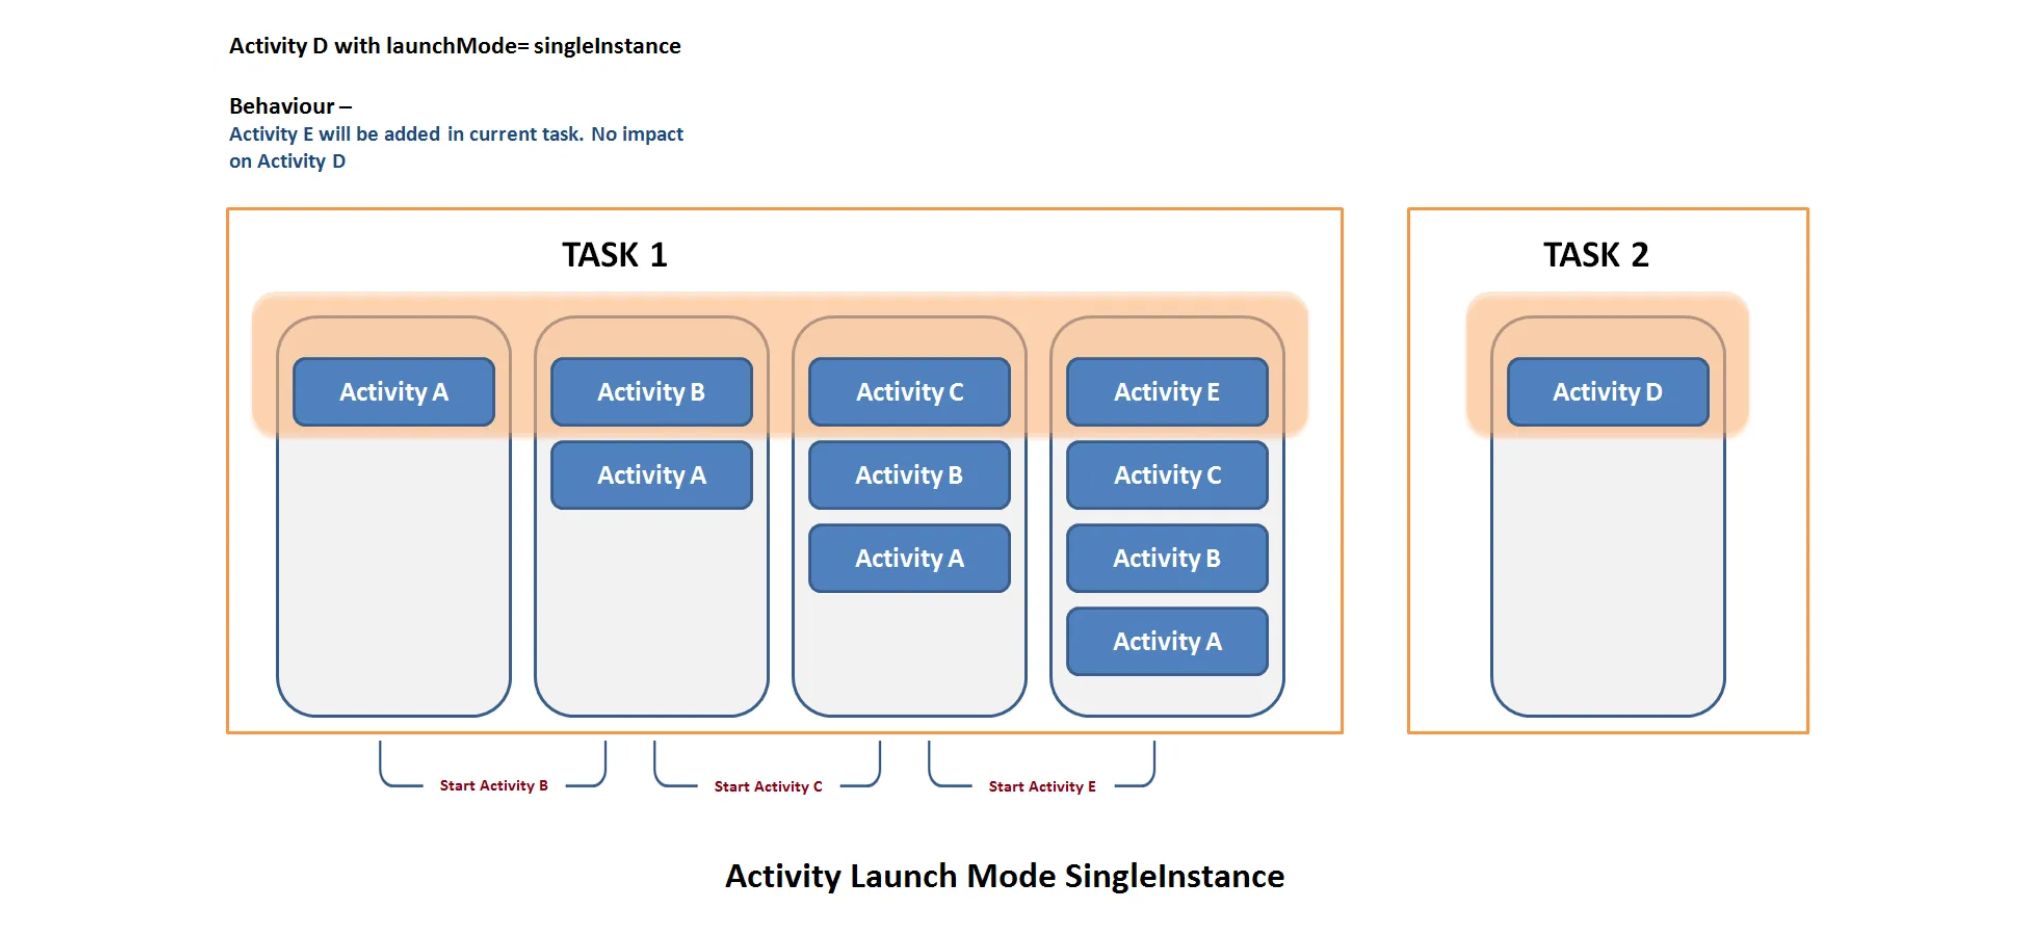 Activity D with launchMode= singleInstance
Behaviour –
Activity E will be added in current task. No impact
on Activity D
TASK 1
Activity A
Activity B
Activity A
Activity C
Activity B
Activity A
Activity E
Activity C
Activity B
Activity A
TASK 2
Activity D
Start Activity B
Start Activity C
Start Activity E
Activity Launch Mode SingleInstance